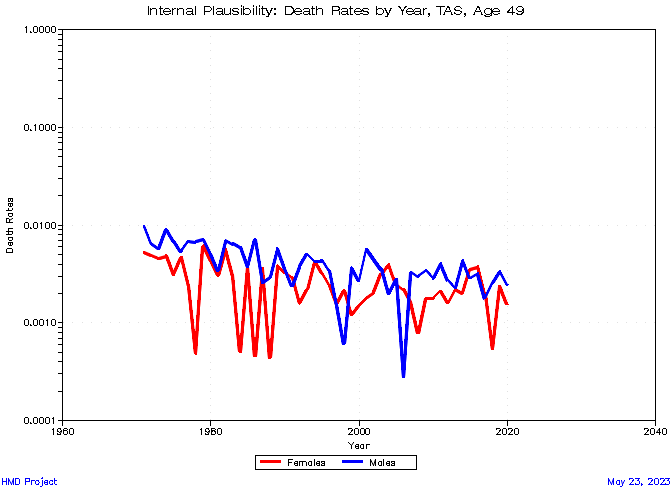 Internal Plausibility: Death Rates by Year, TAS, Age 49
1.0000
0.1000
0.0100
0.0010
0.0001
Death Rates
1960 1980 2000 2020 2040
Year
Females Males
HMD Project
May 23, 2023